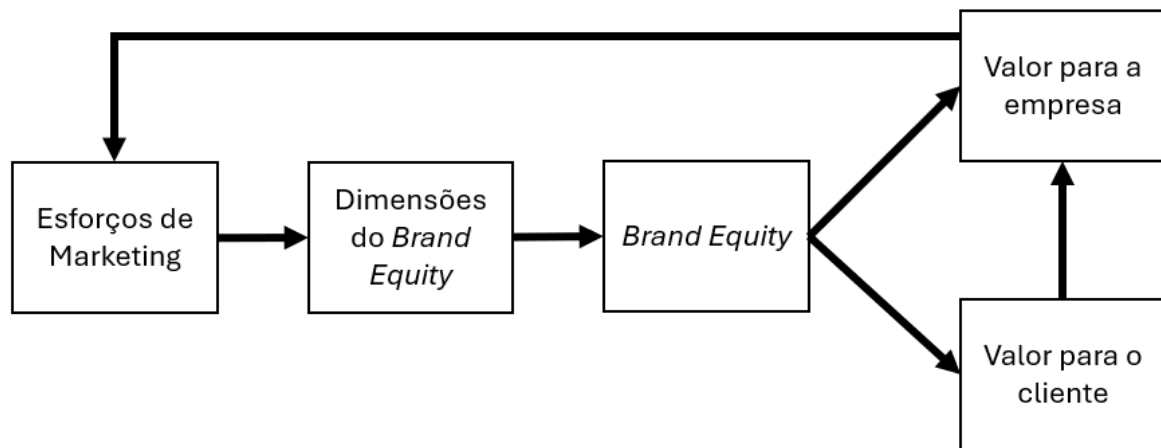 Valor para a
empresa
Esforços de
Marketing
Dimensões
do Brand
Equity
Brand Equity
Valor para o
cliente